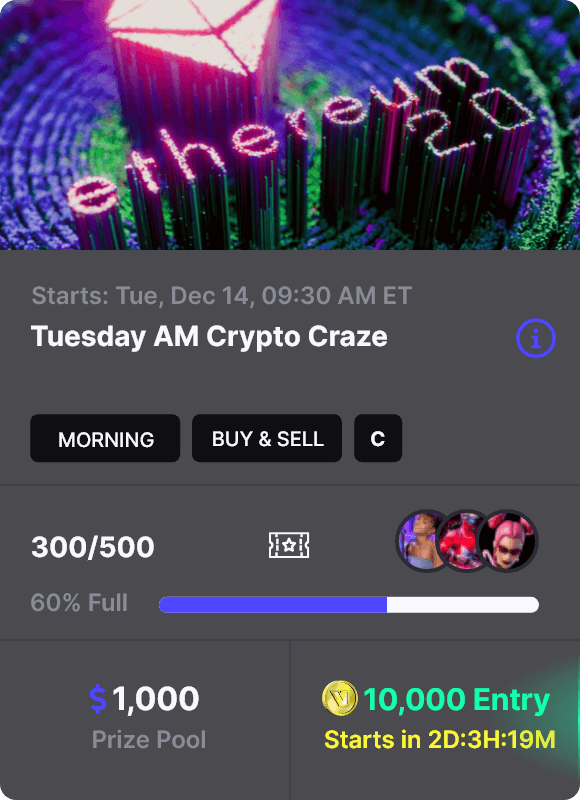 ethereum
2.0
Starts: Tue, Dec 14, 09:30 AM ET
Tuesday AM Crypto Craze
MORNING
BUY & SELL
C
300/500
60% Full
$1,000
Prize Pool
10,000 Entry
Starts in 2D:3H:19M